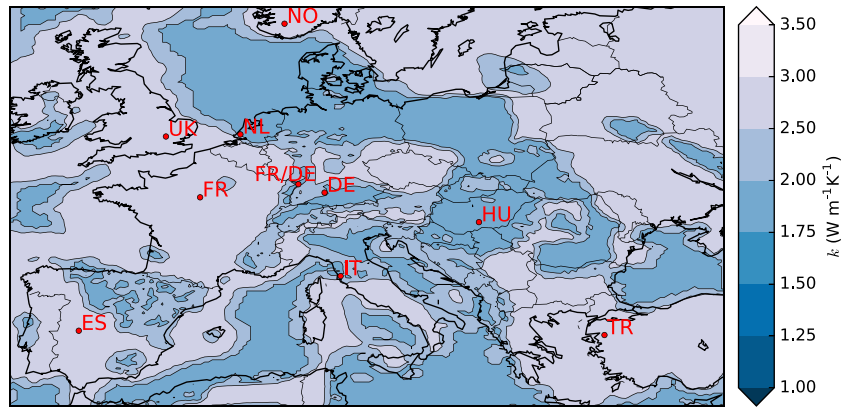 NO
3.50
3.00
UK
NL
2.50
FR/DE
FR
DE
2.00
HU
1.75
k (W m⁻¹K⁻¹)
IT
1.50
ES
TR
1.25
1.00